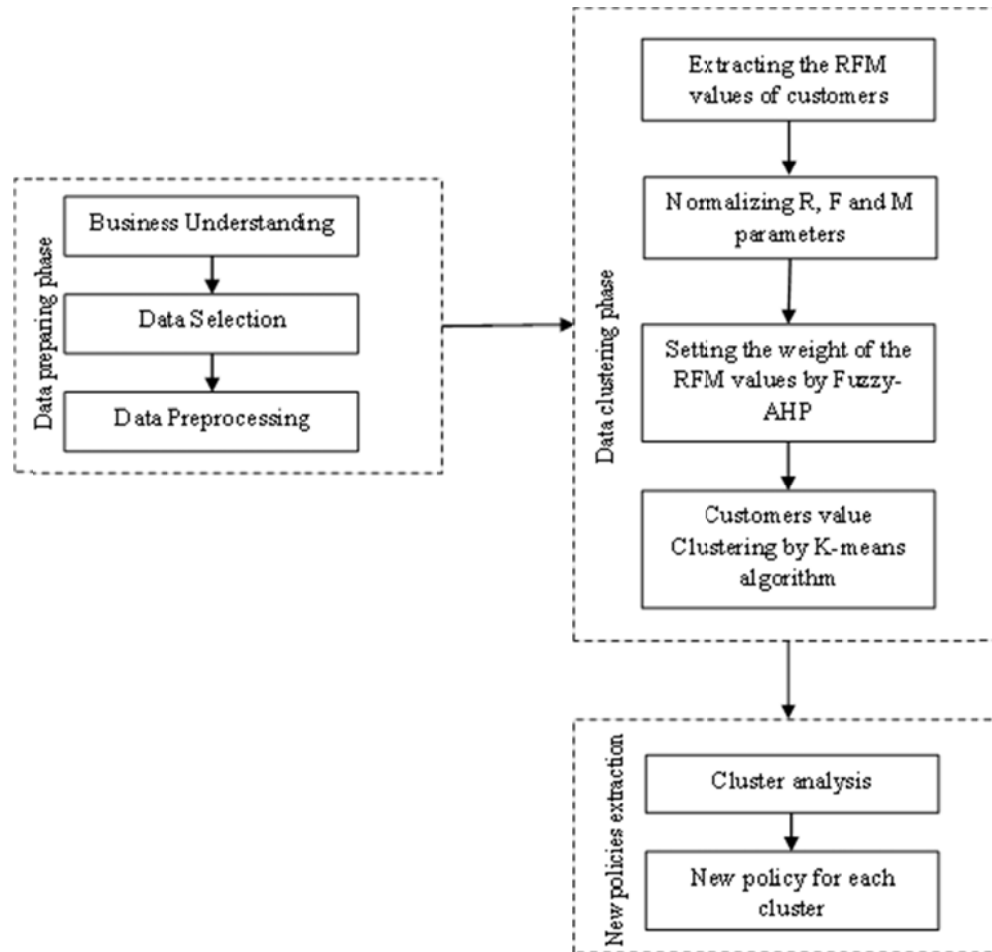 Data preparing phase
Business Understanding
Data Selection
Data Preprocessing
Data clustering phase
Extracting the RFM
values of customers
Normalizing R, F and M
parameters
Setting the weight of the
RFM values by Fuzzy-
AHP
Customers value
Clustering by K-means
algorithm
New policies extraction
Cluster analysis
New policy for each
cluster